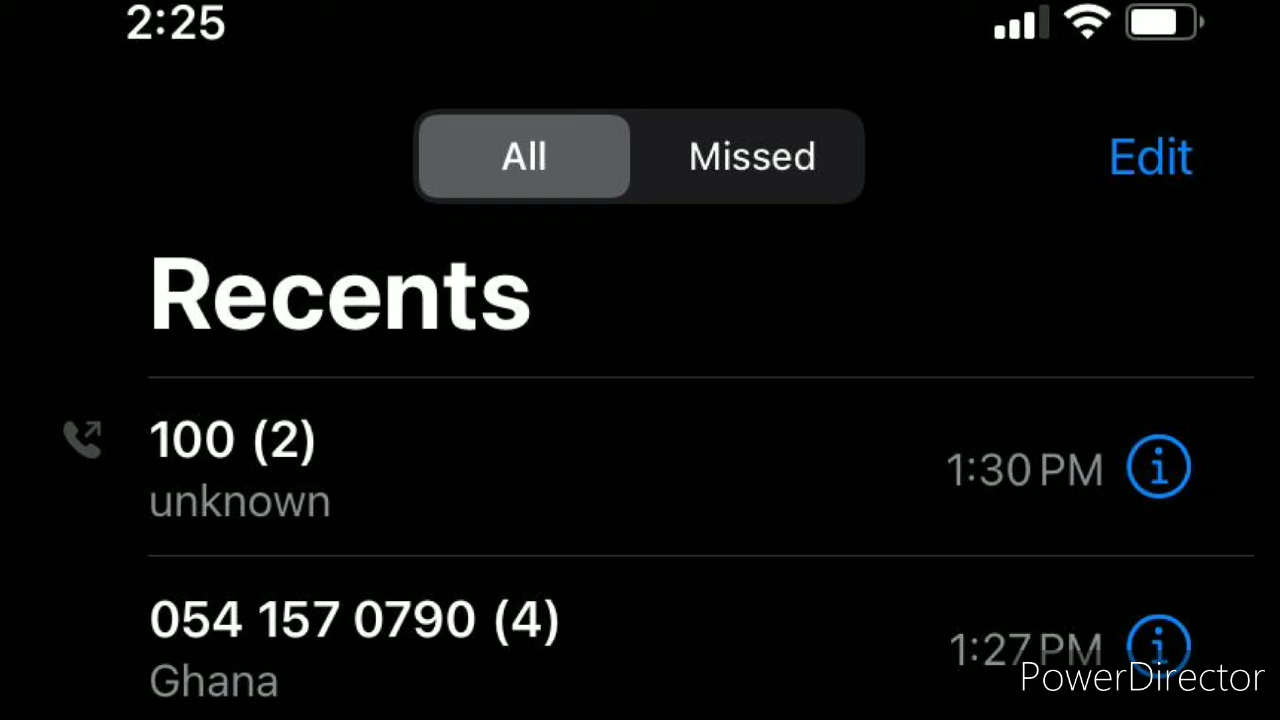 2:25
All Missed Edit
Recents
100 (2)
unknown
1:30 PM
054 157 0790 (4)
Ghana
1:27 PM
PowerDirector